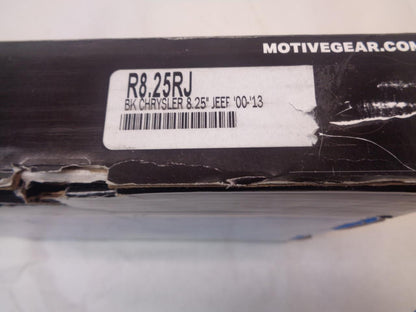 MOTIVEGEAR.COM
R8.25RJ
BK CHRYSLER 8.25" JEEP '00-'13